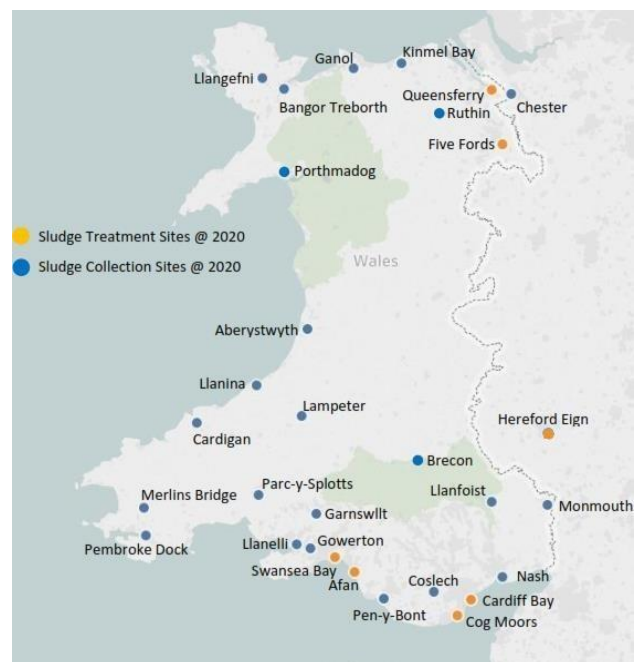 Ganol
Kinmel Bay
Llangefni
Queensferry
Bangor Treborth
Chester
Ruthin
Five Fords
Porthmadog
Sludge Treatment Sites @ 2020
Wales
Sludge Collection Sites @ 2020
Aberystwyth
Llanina
Lampeter
Hereford Eign
Cardigan
Brecon
Parc-y-Splotts
Merlins Bridge
Llanfoist
Monmouth
Garnswllt
Pembroke Dock
Llanelli
Gowerton
Swansea Bay
Afan
Coslech
Nash
Pen-y-Bont
Cardiff Bay
Cog Moors